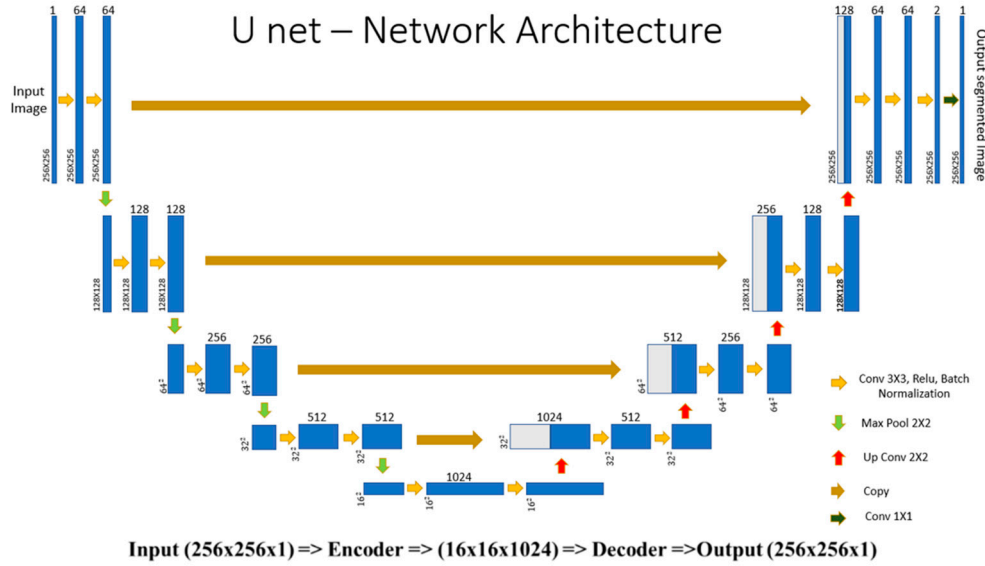 U net – Network Architecture
1
64
64
128
64
64
2
1
Input
Image
Output segmented Image
256X256
256X256
256X256
256X256
256X256
256X256
256X256
256X256
128
128
256
128
128X128
128X128
128X128
128X128
128X128
128X128
256
256
512
256
64²
64²
64²
64²
64²
64²
512
512
1024
512
32²
32²
32²
32²
32²
32²
1024
16²
16²
16²
Conv 3X3, Relu, Batch
Normalization
Max Pool 2X2
Up Conv 2X2
Copy
Conv 1X1
Input (256x256x1) => Encoder => (16x16x1024) => Decoder =>Output (256x256x1)